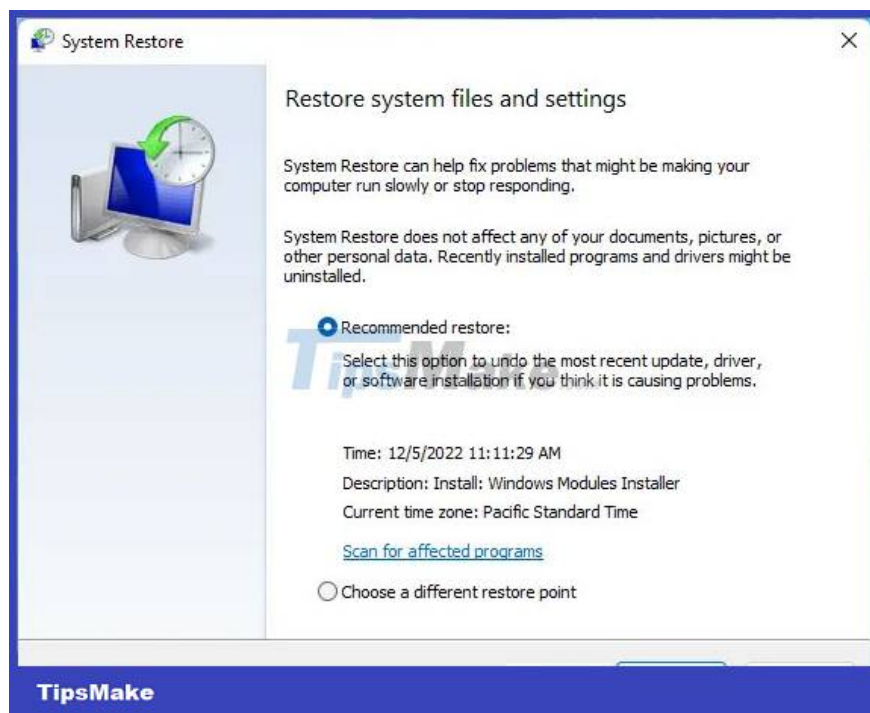 System Restore
Restore system files and settings
System Restore can help fix problems that might be making your
computer run slowly or stop responding.
System Restore does not affect any of your documents, pictures, or
other personal data. Recently installed programs and drivers might be
uninstalled.
Recommended restore:
TipsMake
Select this option to undo the most recent update, driver,
or software installation if you think it is causing problems.
Time: 12/5/2022 11:11:29 AM
Description: Install: Windows Modules Installer
Current time zone: Pacific Standard Time
Scan for affected programs
Choose a different restore point
TipsMake